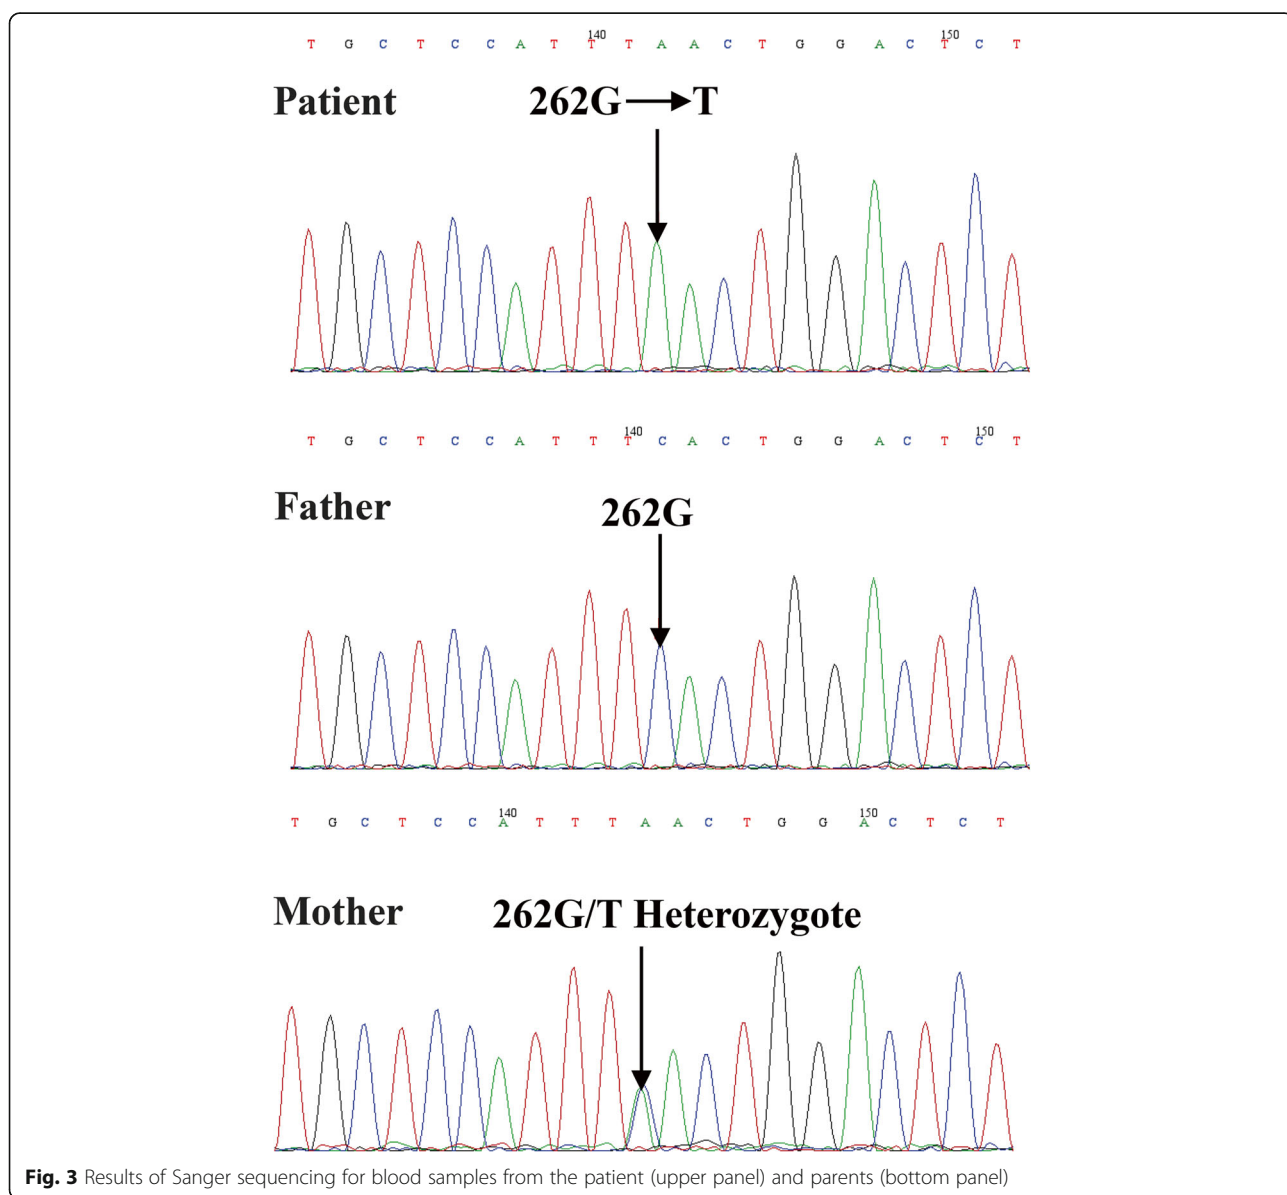 140 150
T G C T C C A T T T A A C T G G A C T C T
Patient 262G → T
140 150
T G C T C C A T T T C A C T G G A C T C T
Father 262G
140 150
T G C T C C A T T T A A C T G G A C T C T
Mother 262G/T Heterozygote
Fig. 3 Results of Sanger sequencing for blood samples from the patient (upper panel) and parents (bottom panel)